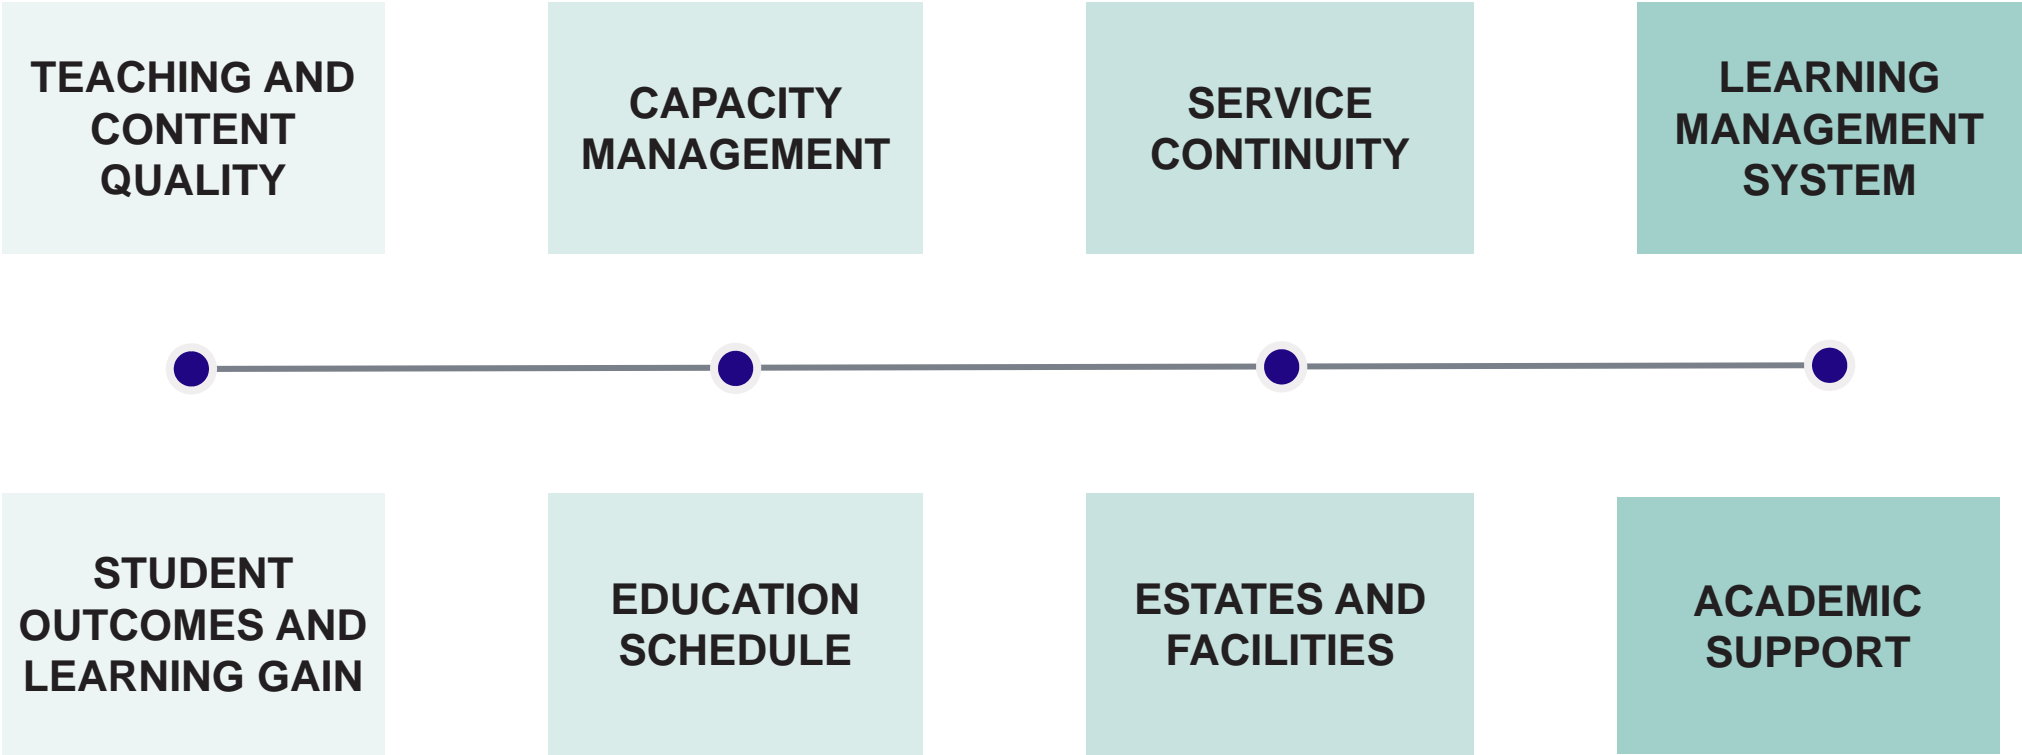 TEACHING AND
CONTENT
QUALITY
CAPACITY
MANAGEMENT
SERVICE
CONTINUITY
LEARNING
MANAGEMENT
SYSTEM
STUDENT
OUTCOMES AND
LEARNING GAIN
EDUCATION
SCHEDULE
ESTATES AND
FACILITIES
ACADEMIC
SUPPORT